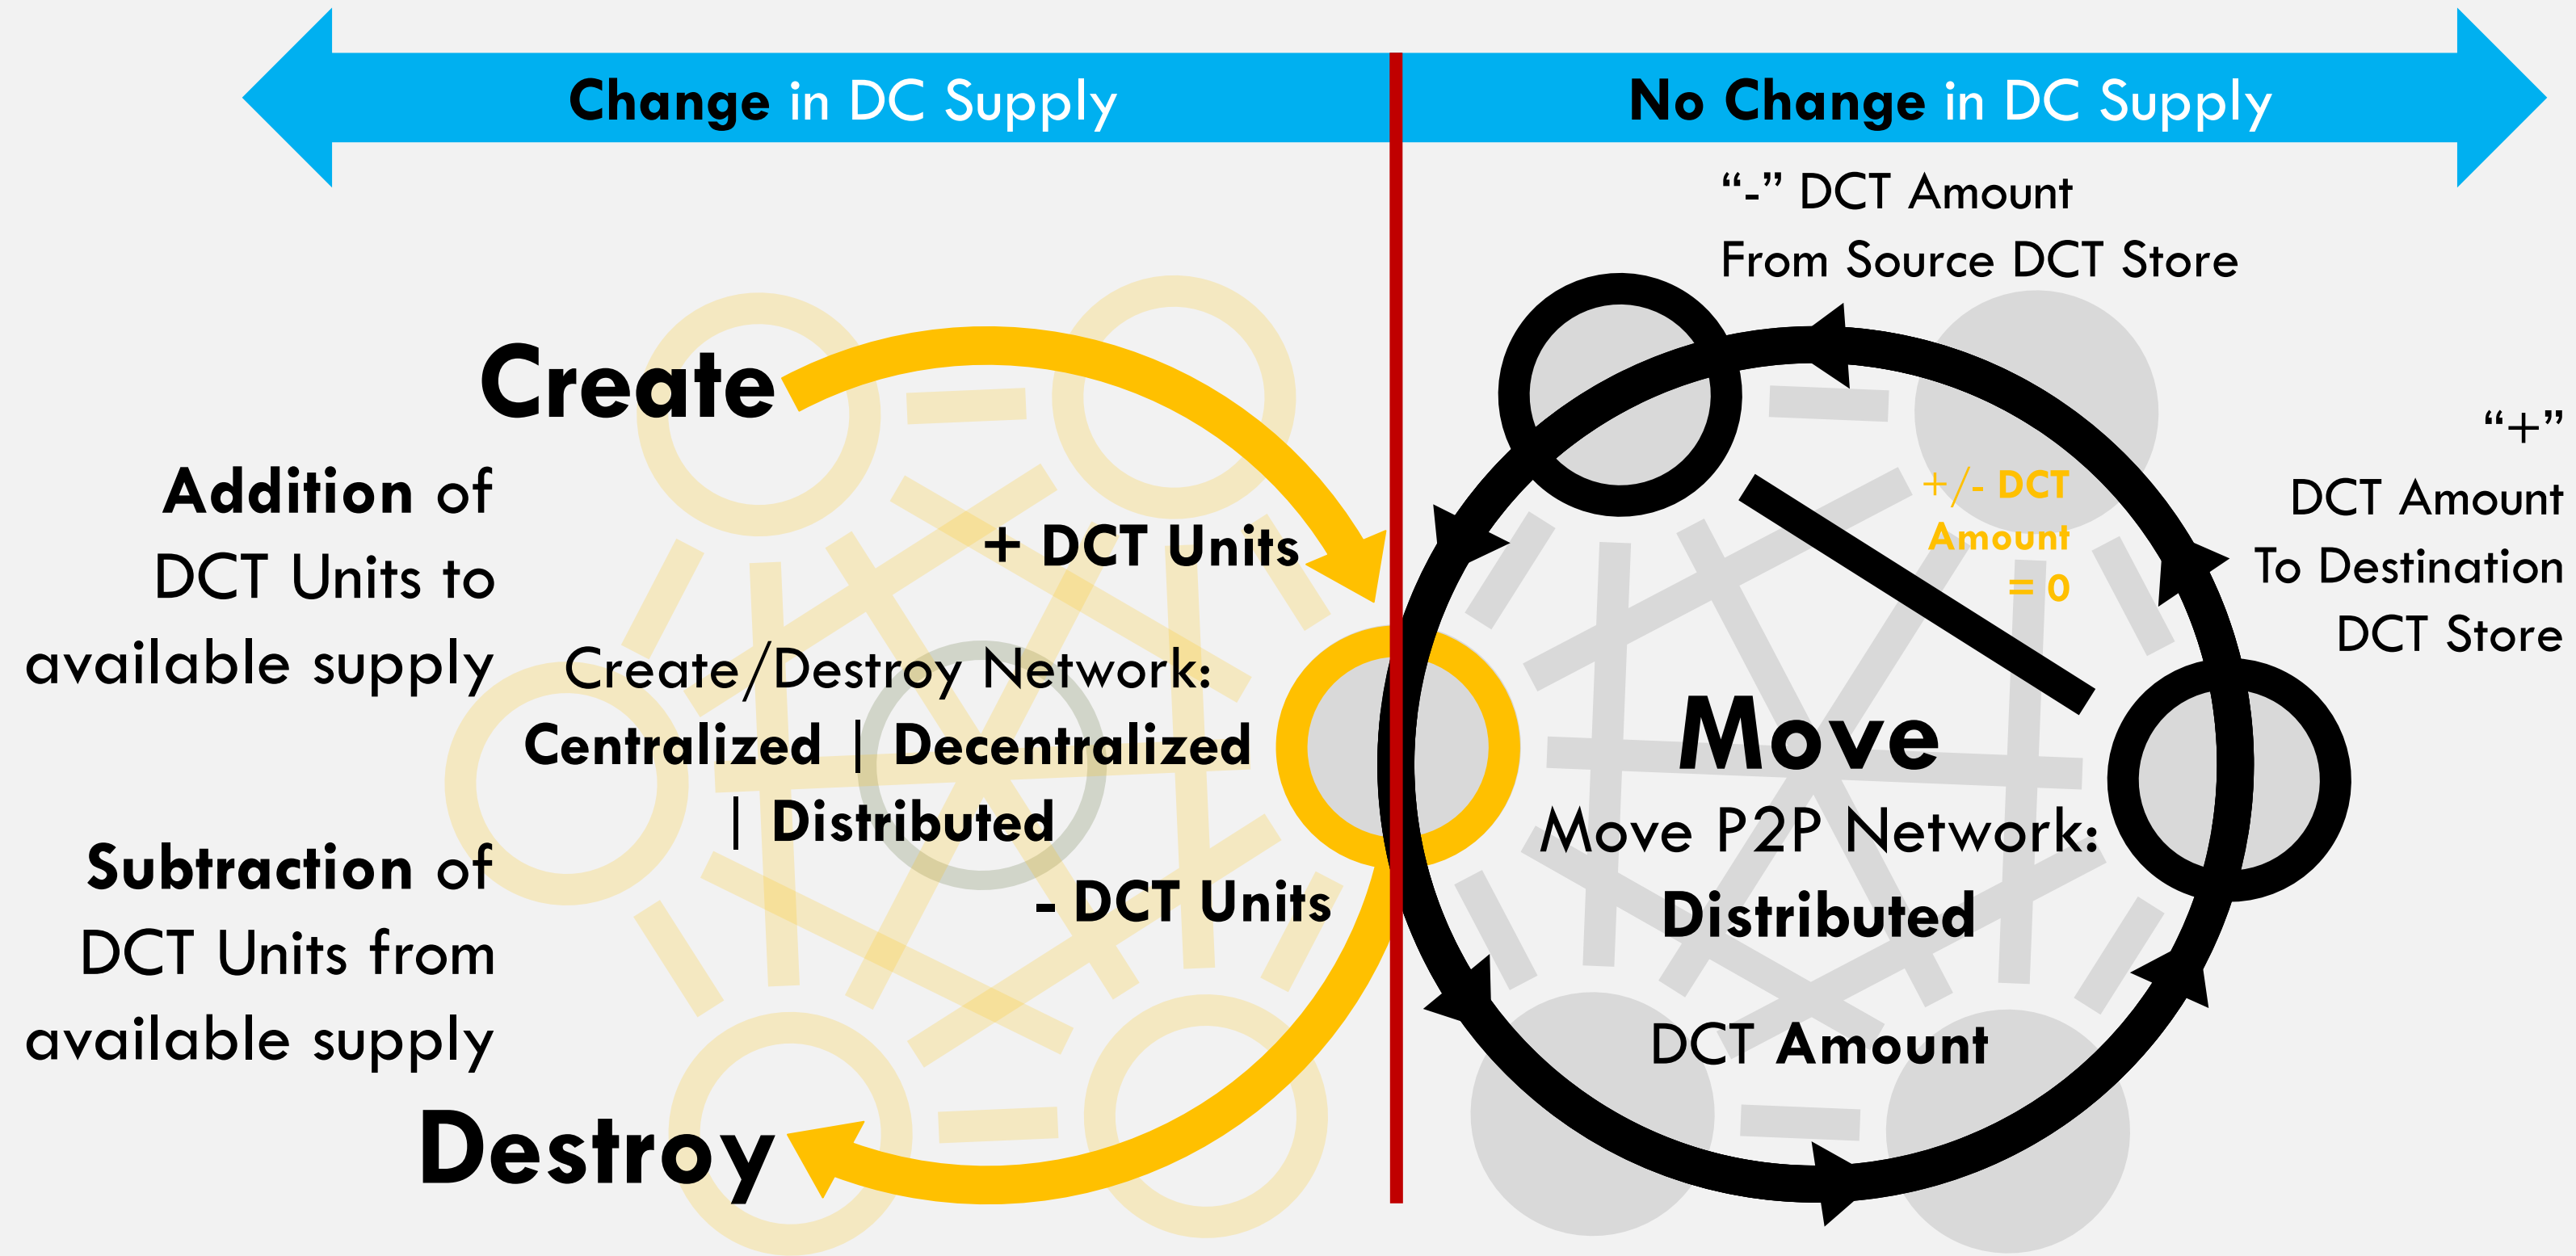 Change in DC Supply
No Change in DC Supply
“-” DCT Amount
From Source DCT Store
Create
Addition of
DCT Units to
available supply
+ DCT Units
Create/Destroy Network:
Centralized | Decentralized
| Distributed
- DCT Units
Subtraction of
DCT Units from
available supply
Destroy
+/- DCT
Amount
= 0
“+”
DCT Amount
To Destination
DCT Store
Move
Move P2P Network:
Distributed
DCT Amount